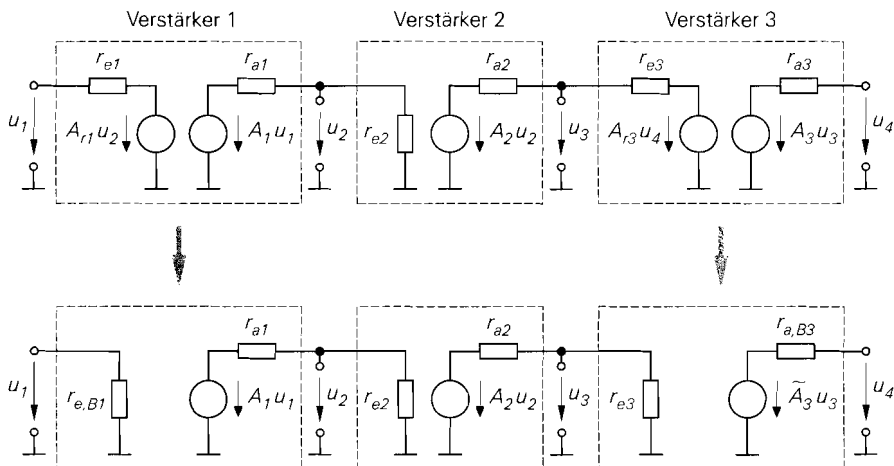 Verstärker 1 Verstärker 2 Verstärker 3
r_e1 r_a1 r_a2 r_e3 r_a3
u_1 A_r1 u_2 A_1 u_1 u_2 r_e2 A_2 u_2 u_3 A_r3 u_4 A_3 u_3 u_4
r_a1 r_a2 r_a,B3
u_1 r_e,B1 A_1 u_1 u_2 r_e2 A_2 u_2 u_3 r_e3 Ã_3 u_3 u_4